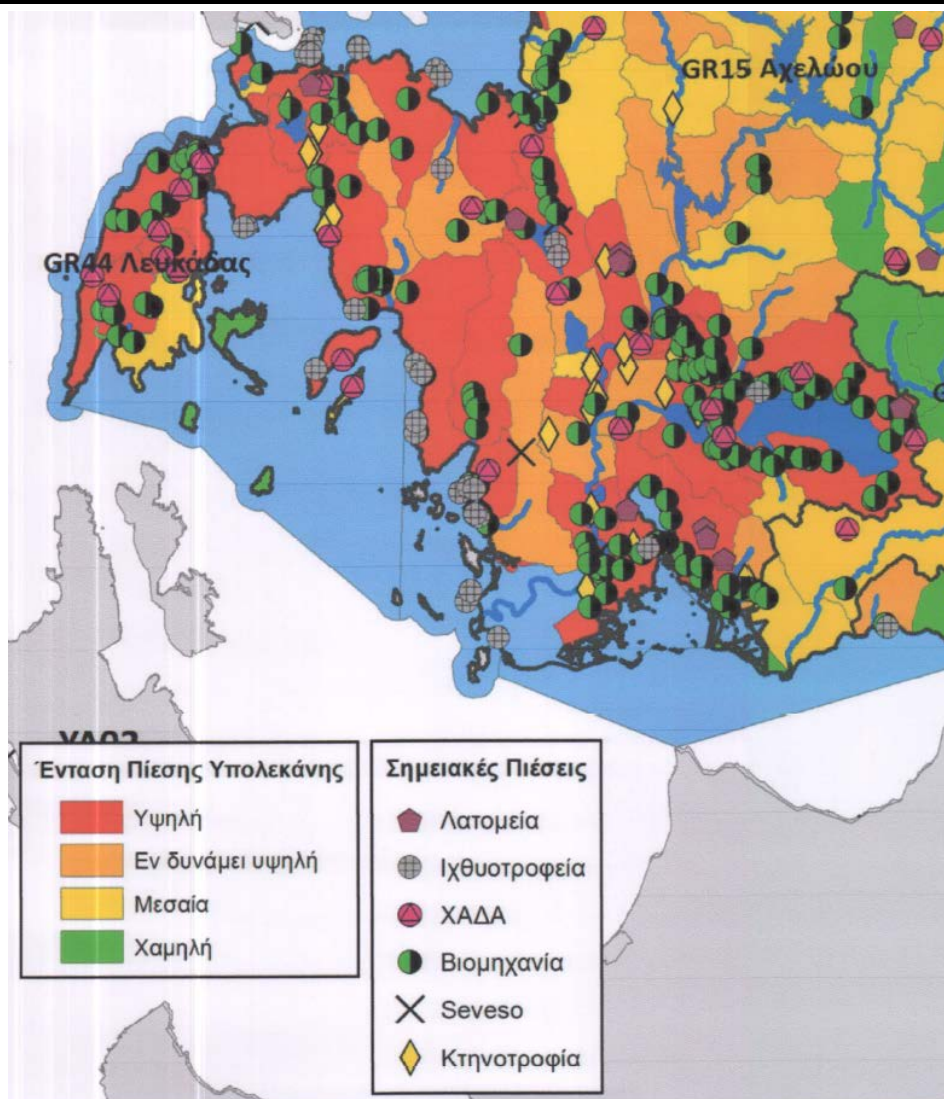 GR15 Αχελώου
GR44 Λευκάδας
Ένταση Πίεσης Υπολεκάνης
Υψηλή
Εν δυνάμει υψηλή
Μεσαία
Χαμηλή
Σημειακές Πιέσεις
Λατομεία
Ιχθυοτροφεία
ΧΑΔΑ
Βιομηχανία
Seveso
Κτηνοτροφία